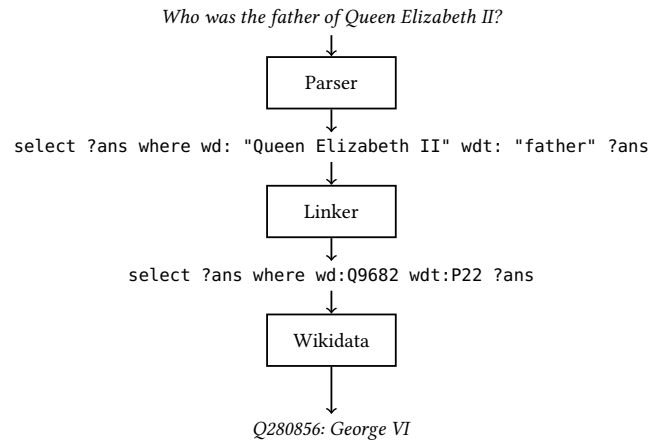 Who was the father of Queen Elizabeth II?
Parser
select ?ans where wd: "Queen Elizabeth II" wdt: "father" ?ans
Linker
select ?ans where wd:Q9682 wdt:P22 ?ans
Wikidata
Q280856: George VI